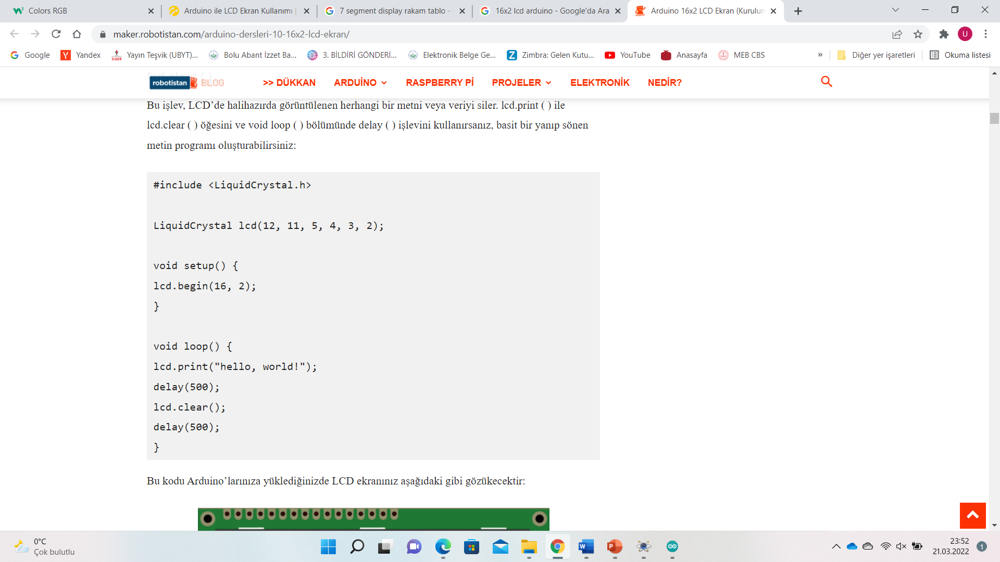 Colors RGB
Arduino ile LCD Ekran Kullanımı |
7 segment display rakam tablo -
16x2 lcd arduino - Google'da Ara
Arduino 16x2 LCD Ekran (Kurulun
maker.robotistan.com/arduino-dersleri-10-16x2-lcd-ekran/
U
Google
Yandex
Yayın Teşvik (UBYT)...
Bolu Abant İzzet Ba...
3. BİLDİRİ GÖNDERİ...
Elektronik Belge Ge...
Zimbra: Gelen Kutu...
YouTube
Anasayfa
MEB CBS
»
Diğer yer işaretleri
Okuma listesi
robotistan BLOG
>> DÜKKAN
ARDUİNO
RASPBERRY Pİ
PROJELER
ELEKTRONİK
NEDİR?
Bu işlev, LCD’de halihazırda görüntülenen herhangi bir metni veya veriyi siler. lcd.print ( ) ile
lcd.clear ( ) öğesini ve void loop ( ) bölümünde delay ( ) işlevini kullanırsanız, basit bir yanıp sönen
metin programı oluşturabilirsiniz:
#include <LiquidCrystal.h>
LiquidCrystal lcd(12, 11, 5, 4, 3, 2);
void setup() {
lcd.begin(16, 2);
}
void loop() {
lcd.print("hello, world!");
delay(500);
lcd.clear();
delay(500);
}
Bu kodu Arduino’larınıza yüklediğinizde LCD ekranınız aşağıdaki gibi gözükecektir:
0°C
Çok bulutlu
23:52
21.03.2022
1